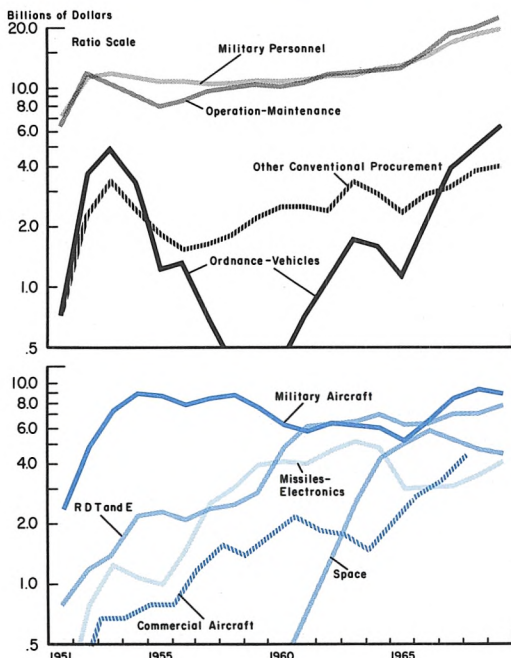 Billions of Dollars
20.0
Ratio Scale
Military Personnel
10.0
8.0
Operation-Maintenance
6.0
4.0
Other Conventional Procurement
2.0
Ordnance-Vehicles
1.0
.5
10.0
8.0
Military Aircraft
6.0
4.0
Missiles-
Electronics
R D T and E
2.0
1.0
Space
Commercial Aircraft
.5
1951 1955 1960 1965